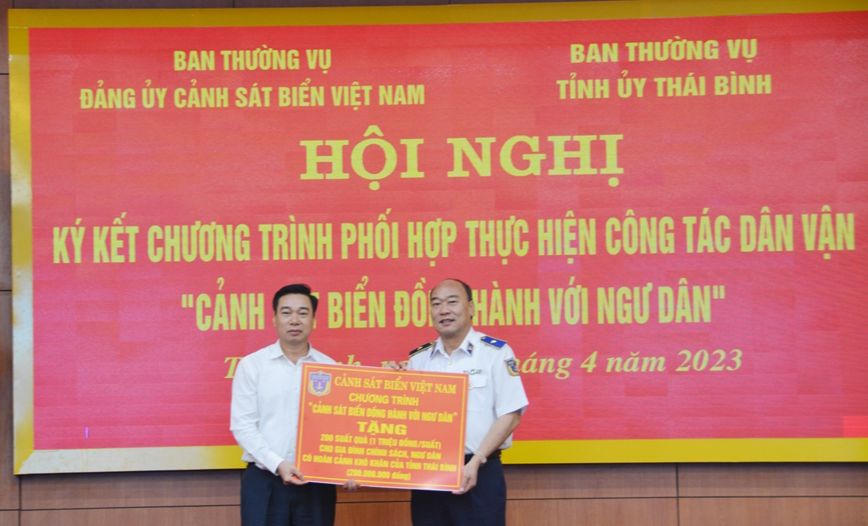 BAN THƯỜNG VỤ
ĐẢNG ỦY CẢNH SÁT BIỂN VIỆT NAM
BAN THƯỜNG VỤ
TỈNH ỦY THÁI BÌNH
HỘI NGHỊ
KÝ KẾT CHƯƠNG TRÌNH PHỐI HỢP THỰC HIỆN CÔNG TÁC DÂN VẬN
"CẢNH BIỂN HÀNH VỚI NGƯ DÂN"
4 năm 2023
CẢNH SÁT BIỂN VIỆT NAM
CHƯƠNG TRÌNH
"CẢNH SÁT BIỂN ĐỒNG HÀNH VỚI NGƯ DÂN"
TẶNG
200 SUẤT QUÀ (1 TRIỆU ĐỒNG/SUẤT)
CHO GIA ĐÌNH CHÍNH SÁCH, NGƯ DÂN
CÓ HOÀN CẢNH KHÓ KHĂN CỦA TỈNH THÁI BÌNH
(200.000.000 đồng)